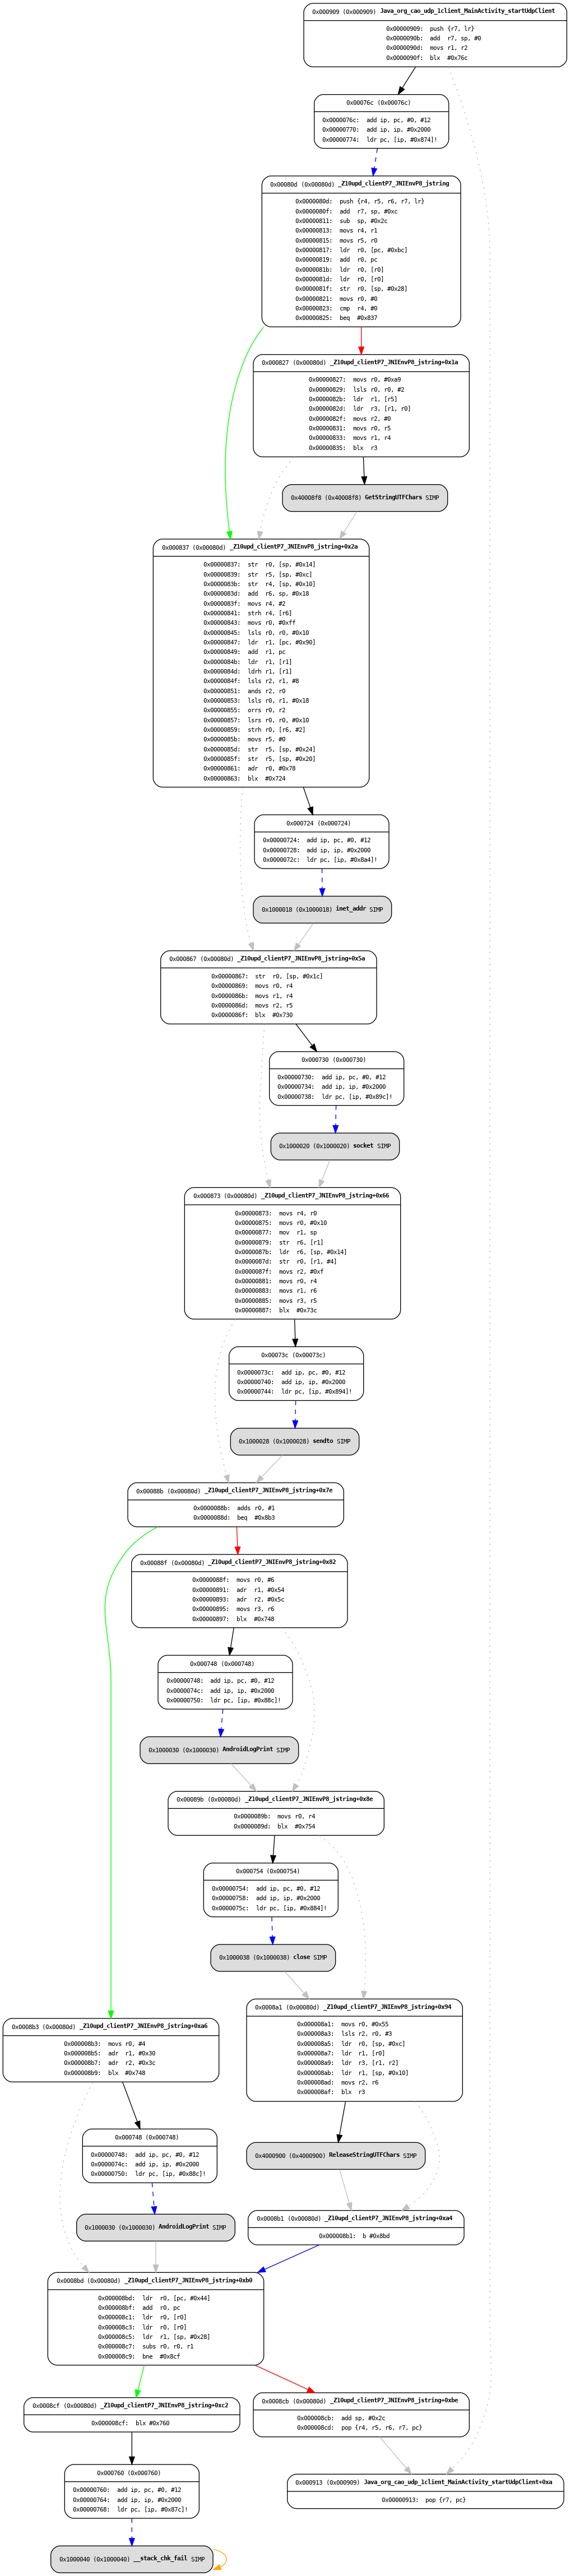 0x000909 (0x000909) Java_org_cao_udp_1client_MainActivity_startUdpClient
0x00000909: push {r7, lr}
0x0000090b: add r7, sp, #0
0x0000090d: movs r1, r2
0x0000090f: blx #0x76c
0x00076c (0x00076c)
0x0000076c: add ip, pc, #0, #12
0x00000770: add ip, ip, #0x2000
0x00000774: ldr pc, [ip, #0x874]!
0x00080d (0x00080d) _Z10upd_clientP7_JNIEnvP8_jstring
0x0000080d: push {r4, r5, r6, r7, lr}
0x0000080f: add r7, sp, #0xc
0x00000811: sub sp, #0x2c
0x00000813: movs r4, r1
0x00000815: movs r5, r0
0x00000817: ldr r0, [pc, #0xbc]
0x00000819: add r0, pc
0x0000081b: ldr r0, [r0]
0x0000081d: ldr r0, [r0]
0x0000081f: str r0, [sp, #0x28]
0x00000821: movs r0, #0
0x00000823: cmp r4, #0
0x00000825: beq #0x837
0x000827 (0x00080d) _Z10upd_clientP7_JNIEnvP8_jstring+0x1a
0x00000827: movs r0, #0xa9
0x00000829: lsls r0, r0, #2
0x0000082b: ldr r1, [r5]
0x0000082d: ldr r3, [r1, r0]
0x0000082f: movs r2, #0
0x00000831: movs r0, r5
0x00000833: movs r1, r4
0x00000835: blx r3
0x40008f8 (0x40008f8) GetStringUTFChars SIMP
0x000837 (0x00080d) _Z10upd_clientP7_JNIEnvP8_jstring+0x2a
0x00000837: str r0, [sp, #0x14]
0x00000839: str r5, [sp, #0xc]
0x0000083b: str r4, [sp, #0x10]
0x0000083d: add r6, sp, #0x18
0x0000083f: movs r4, #2
0x00000841: strh r4, [r6]
0x00000843: movs r0, #0xff
0x00000845: lsls r0, r0, #0x10
0x00000847: ldr r1, [pc, #0x90]
0x00000849: add r1, pc
0x0000084b: ldr r1, [r1]
0x0000084d: ldrh r1, [r1]
0x0000084f: lsls r2, r1, #8
0x00000851: ands r2, r0
0x00000853: lsls r0, r1, #0x18
0x00000855: orrs r0, r2
0x00000857: lsrs r0, r0, #0x10
0x00000859: strh r0, [r6, #2]
0x0000085b: movs r5, #0
0x0000085d: str r5, [sp, #0x24]
0x0000085f: str r5, [sp, #0x20]
0x00000861: adr r0, #0x78
0x00000863: blx #0x724
0x000724 (0x000724)
0x00000724: add ip, pc, #0, #12
0x00000728: add ip, ip, #0x2000
0x0000072c: ldr pc, [ip, #0x8a4]!
0x1000018 (0x1000018) inet_addr SIMP
0x000867 (0x00080d) _Z10upd_clientP7_JNIEnvP8_jstring+0x5a
0x00000867: str r0, [sp, #0x1c]
0x00000869: movs r0, r4
0x0000086b: movs r1, r4
0x0000086d: movs r2, r5
0x0000086f: blx #0x730
0x000730 (0x000730)
0x00000730: add ip, pc, #0, #12
0x00000734: add ip, ip, #0x2000
0x00000738: ldr pc, [ip, #0x89c]!
0x1000020 (0x1000020) socket SIMP
0x000873 (0x00080d) _Z10upd_clientP7_JNIEnvP8_jstring+0x66
0x00000873: movs r4, r0
0x00000875: movs r0, #0x10
0x00000877: mov r1, sp
0x00000879: str r6, [r1]
0x0000087b: ldr r6, [sp, #0x14]
0x0000087d: str r0, [r1, #4]
0x0000087f: movs r2, #0xf
0x00000881: movs r0, r4
0x00000883: movs r1, r6
0x00000885: movs r3, r5
0x00000887: blx #0x73c
0x00073c (0x00073c)
0x0000073c: add ip, pc, #0, #12
0x00000740: add ip, ip, #0x2000
0x00000744: ldr pc, [ip, #0x894]!
0x1000028 (0x1000028) sendto SIMP
0x00088b (0x00080d) _Z10upd_clientP7_JNIEnvP8_jstring+0x7e
0x0000088b: adds r0, #1
0x0000088d: beq #0x8b3
0x00088f (0x00080d) _Z10upd_clientP7_JNIEnvP8_jstring+0x82
0x0000088f: movs r0, #6
0x00000891: adr r1, #0x54
0x00000893: adr r2, #0x5c
0x00000895: movs r3, r6
0x00000897: blx #0x748
0x000748 (0x000748)
0x00000748: add ip, pc, #0, #12
0x0000074c: add ip, ip, #0x2000
0x00000750: ldr pc, [ip, #0x88c]!
0x1000030 (0x1000030) AndroidLogPrint SIMP
0x00089b (0x00080d) _Z10upd_clientP7_JNIEnvP8_jstring+0x8e
0x0000089b: movs r0, r4
0x0000089d: blx #0x754
0x000754 (0x000754)
0x00000754: add ip, pc, #0, #12
0x00000758: add ip, ip, #0x2000
0x0000075c: ldr pc, [ip, #0x884]!
0x1000038 (0x1000038) close SIMP
0x0008a1 (0x00080d) _Z10upd_clientP7_JNIEnvP8_jstring+0x94
0x000008a1: movs r0, #0x55
0x000008a3: lsls r2, r0, #3
0x000008a5: ldr r0, [sp, #0xc]
0x000008a7: ldr r1, [r0]
0x000008a9: ldr r3, [r1, r2]
0x000008ab: ldr r1, [sp, #0x10]
0x000008ad: movs r2, r6
0x000008af: blx r3
0x0008b3 (0x00080d) _Z10upd_clientP7_JNIEnvP8_jstring+0xa6
0x000008b3: movs r0, #4
0x000008b5: adr r1, #0x30
0x000008b7: adr r2, #0x3c
0x000008b9: blx #0x748
0x000748 (0x000748)
0x00000748: add ip, pc, #0, #12
0x0000074c: add ip, ip, #0x2000
0x00000750: ldr pc, [ip, #0x88c]!
0x4000900 (0x4000900) ReleaseStringUTFChars SIMP
0x1000030 (0x1000030) AndroidLogPrint SIMP
0x0008b1 (0x00080d) _Z10upd_clientP7_JNIEnvP8_jstring+0xa4
0x000008b1: b #0x8bd
0x0008bd (0x00080d) _Z10upd_clientP7_JNIEnvP8_jstring+0xb0
0x000008bd: ldr r0, [pc, #0x44]
0x000008bf: add r0, pc
0x000008c1: ldr r0, [r0]
0x000008c3: ldr r0, [r0]
0x000008c5: ldr r1, [sp, #0x28]
0x000008c7: subs r0, r0, r1
0x000008c9: bne #0x8cf
0x0008cf (0x00080d) _Z10upd_clientP7_JNIEnvP8_jstring+0xc2
0x000008cf: blx #0x760
0x0008cb (0x00080d) _Z10upd_clientP7_JNIEnvP8_jstring+0xbe
0x000008cb: add sp, #0x2c
0x000008cd: pop {r4, r5, r6, r7, pc}
0x000760 (0x000760)
0x00000760: add ip, pc, #0, #12
0x00000764: add ip, ip, #0x2000
0x00000768: ldr pc, [ip, #0x87c]!
0x000913 (0x000909) Java_org_cao_udp_1client_MainActivity_startUdpClient+0xa
0x00000913: pop {r7, pc}
0x1000040 (0x1000040) __stack_chk_fail SIMP